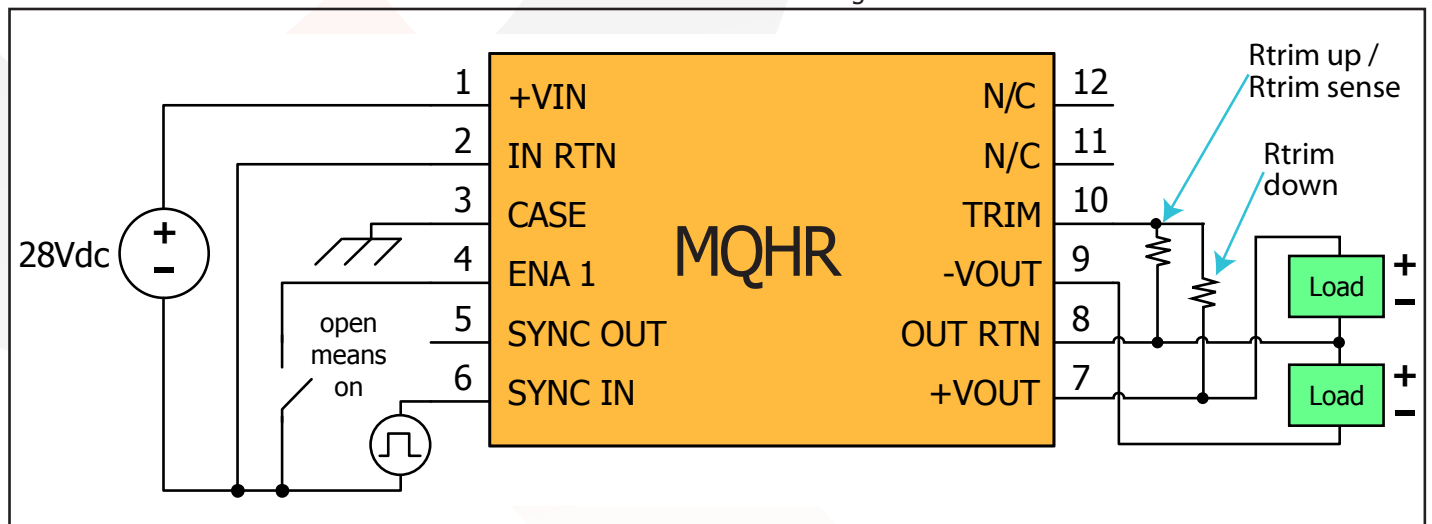 Rtrim up /
Rtrim sense
Rtrim
down
1 +VIN
2 IN RTN
3 CASE
4 ENA 1
5 SYNC OUT
6 SYNC IN
MQHR
N/C 12
N/C 11
TRIM 10
-VOUT 9
OUT RTN 8
+VOUT 7
28Vdc
+
-
open
means
on
Load
+
-
Load
+
-